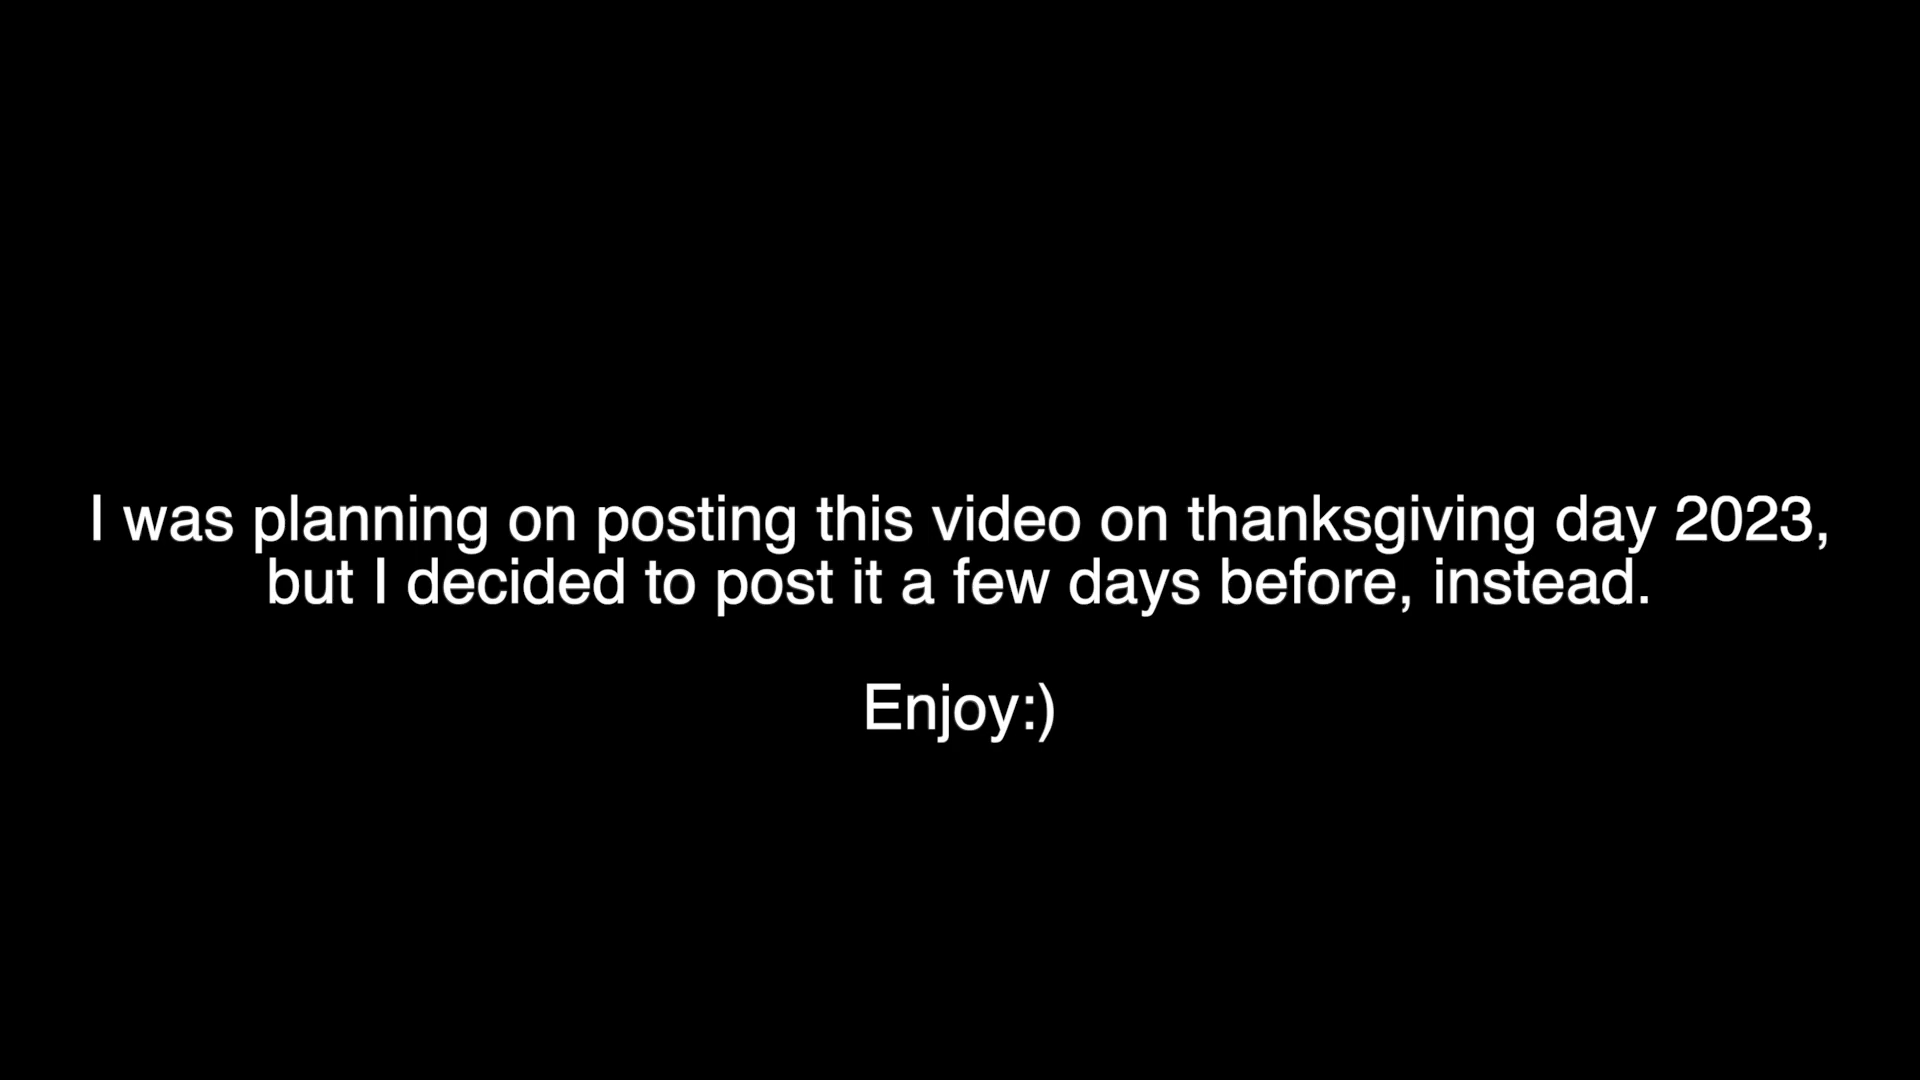 I was planning on posting this video on thanksgiving day 2023,
but I decided to post it a few days before, instead.
Enjoy:)